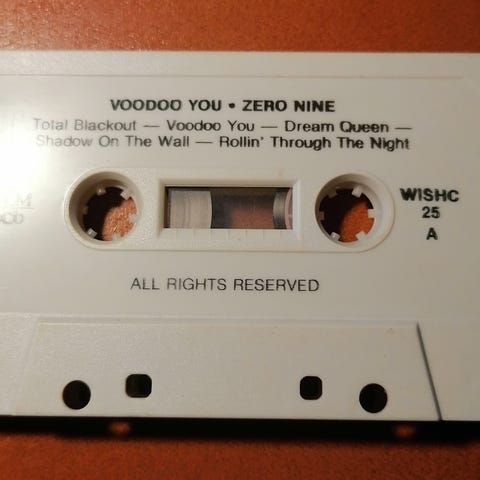 VOODOO YOU • ZERO NINE
Total Blackout — Voodoo You — Dream Queen —
Shadow On The Wall — Rollin' Through The Night
WISHC
25
A
ALL RIGHTS RESERVED